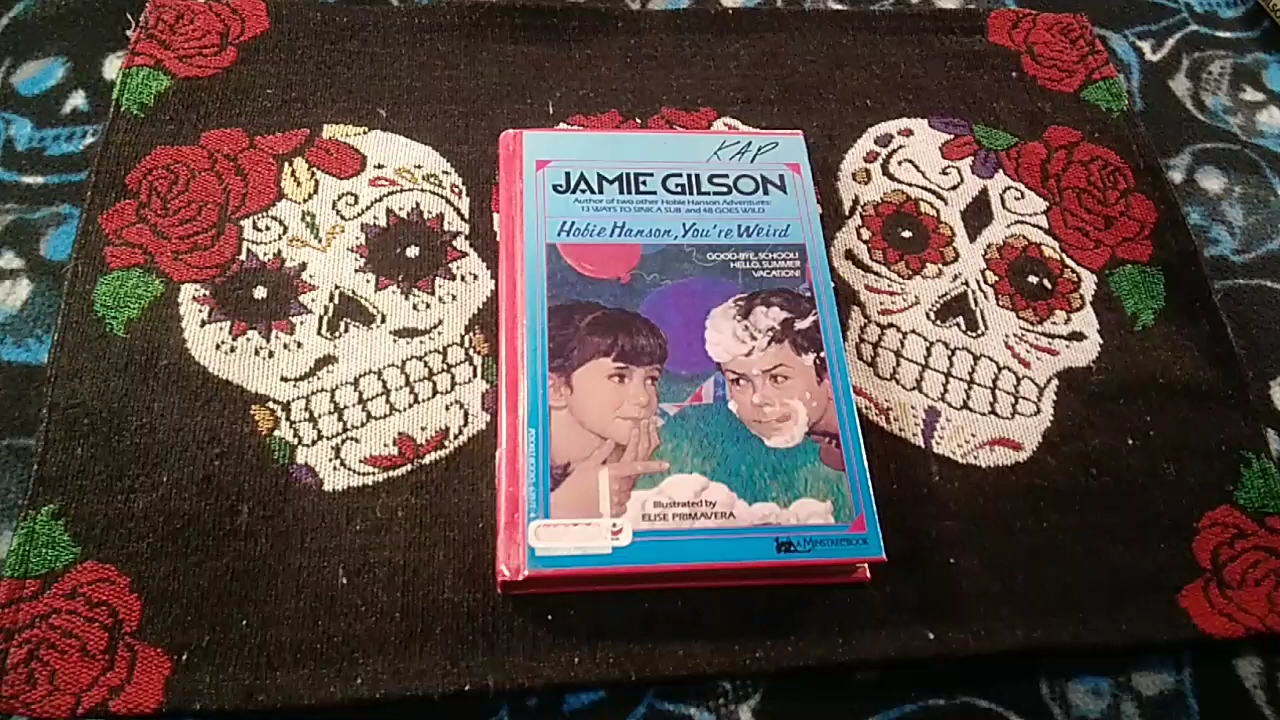 KAP
JAMIE GILSON
Author of two other Hobie Hanson Adventures:
13 WAYS TO SINK A SUB and 4B GOES WILD
Hobie Hanson, You're Weird
GOOD-BYE, SCHOOL!
HELLO, SUMMER
VACATION!
Illustrated by
ELISE PRIMAVERA
A MINSTREL BOOK